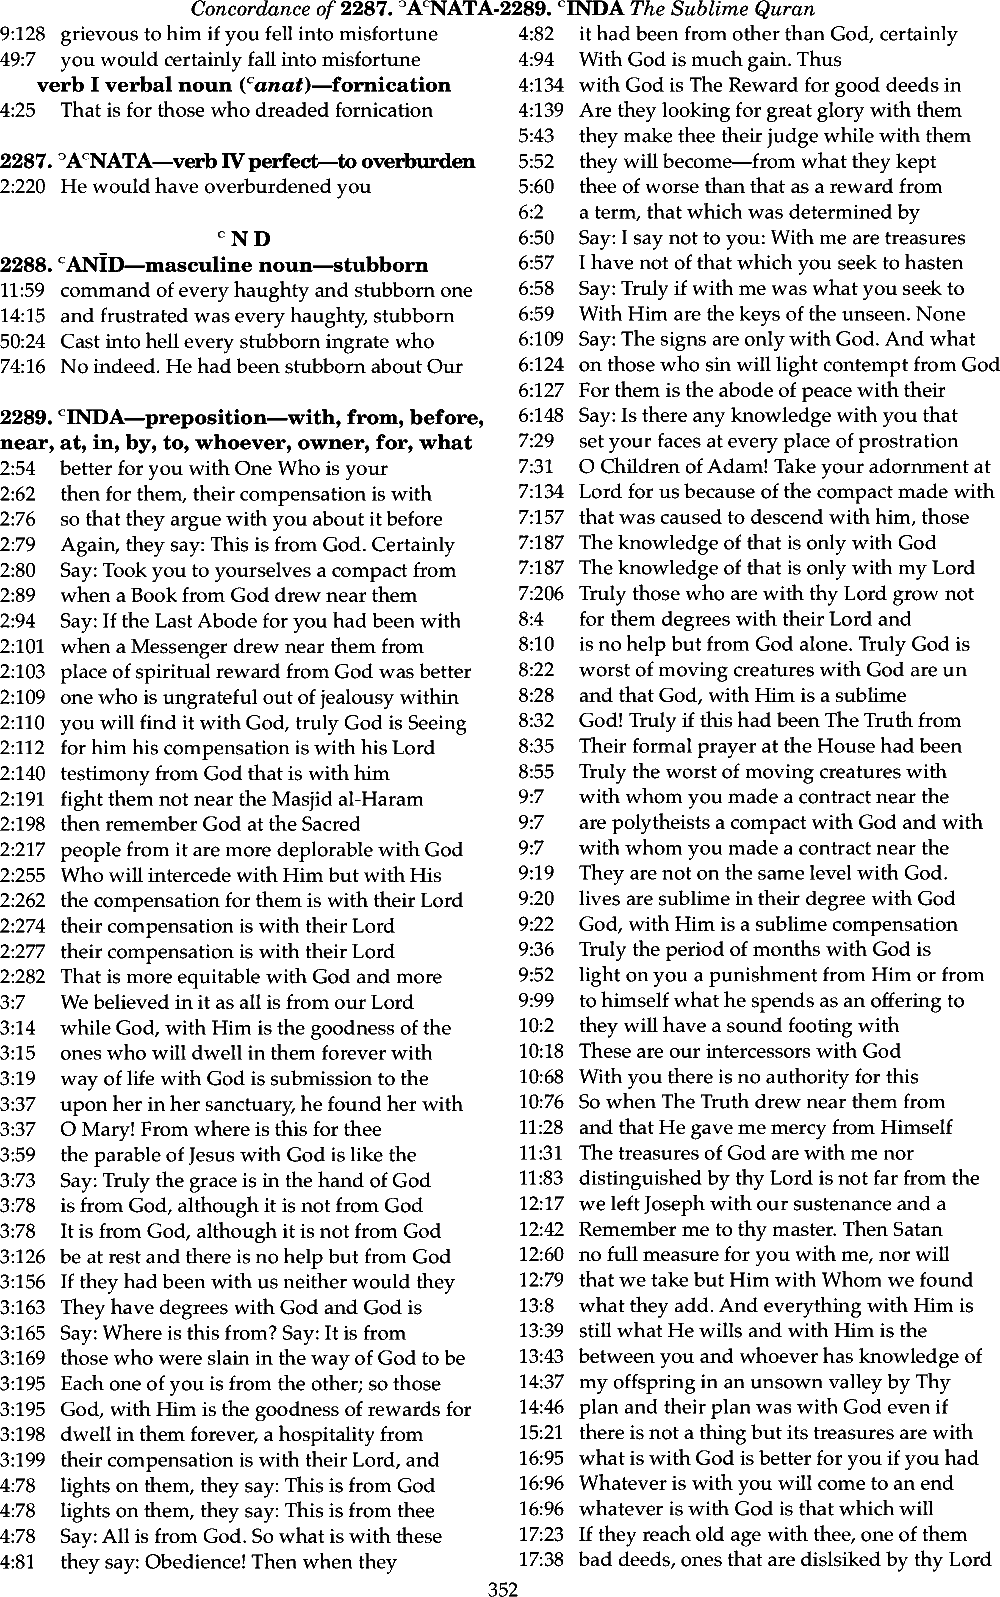 Concordance of 2287. ᵓAᶜNATA-2289. ᶜINDA The Sublime Quran
9:128 grievous to him if you fell into misfortune
49:7 you would certainly fall into misfortune
verb I verbal noun (ᶜanat)—fornication
4:25 That is for those who dreaded fornication
2287. ᵓAᶜNATA—verb IV perfect—to overburden
2:220 He would have overburdened you
ᶜ N D
2288. ᶜANĪD—masculine noun—stubborn
11:59 command of every haughty and stubborn one
14:15 and frustrated was every haughty, stubborn
50:24 Cast into hell every stubborn ingrate who
74:16 No indeed. He had been stubborn about Our
2289. ᶜINDA—preposition—with, from, before,
near, at, in, by, to, whoever, owner, for, what
2:54 better for you with One Who is your
2:62 then for them, their compensation is with
2:76 so that they argue with you about it before
2:79 Again, they say: This is from God. Certainly
2:80 Say: Took you to yourselves a compact from
2:89 when a Book from God drew near them
2:94 Say: If the Last Abode for you had been with
2:101 when a Messenger drew near them from
2:103 place of spiritual reward from God was better
2:109 one who is ungrateful out of jealousy within
2:110 you will find it with God, truly God is Seeing
2:112 for him his compensation is with his Lord
2:140 testimony from God that is with him
2:191 fight them not near the Masjid al-Haram
2:198 then remember God at the Sacred
2:217 people from it are more deplorable with God
2:255 Who will intercede with Him but with His
2:262 the compensation for them is with their Lord
2:274 their compensation is with their Lord
2:277 their compensation is with their Lord
2:282 That is more equitable with God and more
3:7 We believed in it as all is from our Lord
3:14 while God, with Him is the goodness of the
3:15 ones who will dwell in them forever with
3:19 way of life with God is submission to the
3:37 upon her in her sanctuary, he found her with
3:37 O Mary! From where is this for thee
3:59 the parable of Jesus with God is like the
3:73 Say: Truly the grace is in the hand of God
3:78 is from God, although it is not from God
3:78 It is from God, although it is not from God
3:126 be at rest and there is no help but from God
3:156 If they had been with us neither would they
3:163 They have degrees with God and God is
3:165 Say: Where is this from? Say: It is from
3:169 those who were slain in the way of God to be
3:195 Each one of you is from the other; so those
3:195 God, with Him is the goodness of rewards for
3:198 dwell in them forever, a hospitality from
3:199 their compensation is with their Lord, and
4:78 lights on them, they say: This is from God
4:78 lights on them, they say: This is from thee
4:78 Say: All is from God. So what is with these
4:81 they say: Obedience! Then when they
4:82 it had been from other than God, certainly
4:94 With God is much gain. Thus
4:134 with God is The Reward for good deeds in
4:139 Are they looking for great glory with them
5:43 they make thee their judge while with them
5:52 they will become—from what they kept
5:60 thee of worse than that as a reward from
6:2 a term, that which was determined by
6:50 Say: I say not to you: With me are treasures
6:57 I have not of that which you seek to hasten
6:58 Say: Truly if with me was what you seek to
6:59 With Him are the keys of the unseen. None
6:109 Say: The signs are only with God. And what
6:124 on those who sin will light contempt from God
6:127 For them is the abode of peace with their
6:148 Say: Is there any knowledge with you that
7:29 set your faces at every place of prostration
7:31 O Children of Adam! Take your adornment at
7:134 Lord for us because of the compact made with
7:157 that was caused to descend with him, those
7:187 The knowledge of that is only with God
7:187 The knowledge of that is only with my Lord
7:206 Truly those who are with thy Lord grow not
8:4 for them degrees with their Lord and
8:10 is no help but from God alone. Truly God is
8:22 worst of moving creatures with God are un
8:28 and that God, with Him is a sublime
8:32 God! Truly if this had been The Truth from
8:35 Their formal prayer at the House had been
8:55 Truly the worst of moving creatures with
9:7 with whom you made a contract near the
9:7 are polytheists a compact with God and with
9:7 with whom you made a contract near the
9:19 They are not on the same level with God.
9:20 lives are sublime in their degree with God
9:22 God, with Him is a sublime compensation
9:36 Truly the period of months with God is
9:52 light on you a punishment from Him or from
9:99 to himself what he spends as an offering to
10:2 they will have a sound footing with
10:18 These are our intercessors with God
10:68 With you there is no authority for this
10:76 So when The Truth drew near them from
11:28 and that He gave me mercy from Himself
11:31 The treasures of God are with me nor
11:83 distinguished by thy Lord is not far from the
12:17 we left Joseph with our sustenance and a
12:42 Remember me to thy master. Then Satan
12:60 no full measure for you with me, nor will
12:79 that we take but Him with Whom we found
13:8 what they add. And everything with Him is
13:39 still what He wills and with Him is the
13:43 between you and whoever has knowledge of
14:37 my offspring in an unsown valley by Thy
14:46 plan and their plan was with God even if
15:21 there is not a thing but its treasures are with
16:95 what is with God is better for you if you had
16:96 Whatever is with you will come to an end
16:96 whatever is with God is that which will
17:23 If they reach old age with thee, one of them
17:38 bad deeds, ones that are dislsiked by thy Lord
352